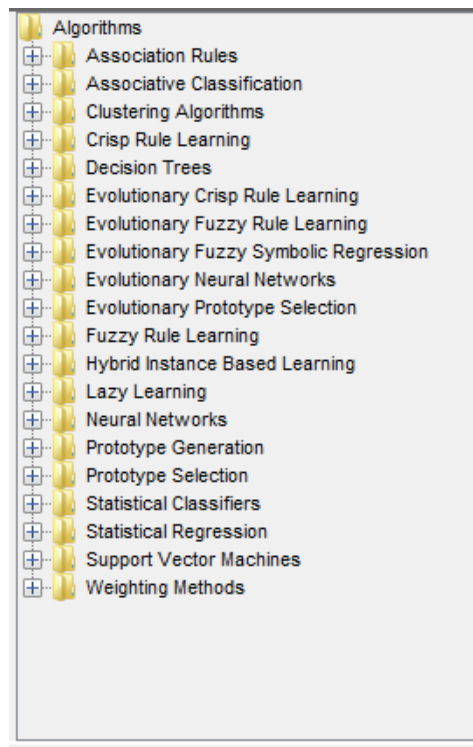 Algorithms
Association Rules
Associative Classification
Clustering Algorithms
Crisp Rule Learning
Decision Trees
Evolutionary Crisp Rule Learning
Evolutionary Fuzzy Rule Learning
Evolutionary Fuzzy Symbolic Regression
Evolutionary Neural Networks
Evolutionary Prototype Selection
Fuzzy Rule Learning
Hybrid Instance Based Learning
Lazy Learning
Neural Networks
Prototype Generation
Prototype Selection
Statistical Classifiers
Statistical Regression
Support Vector Machines
Weighting Methods